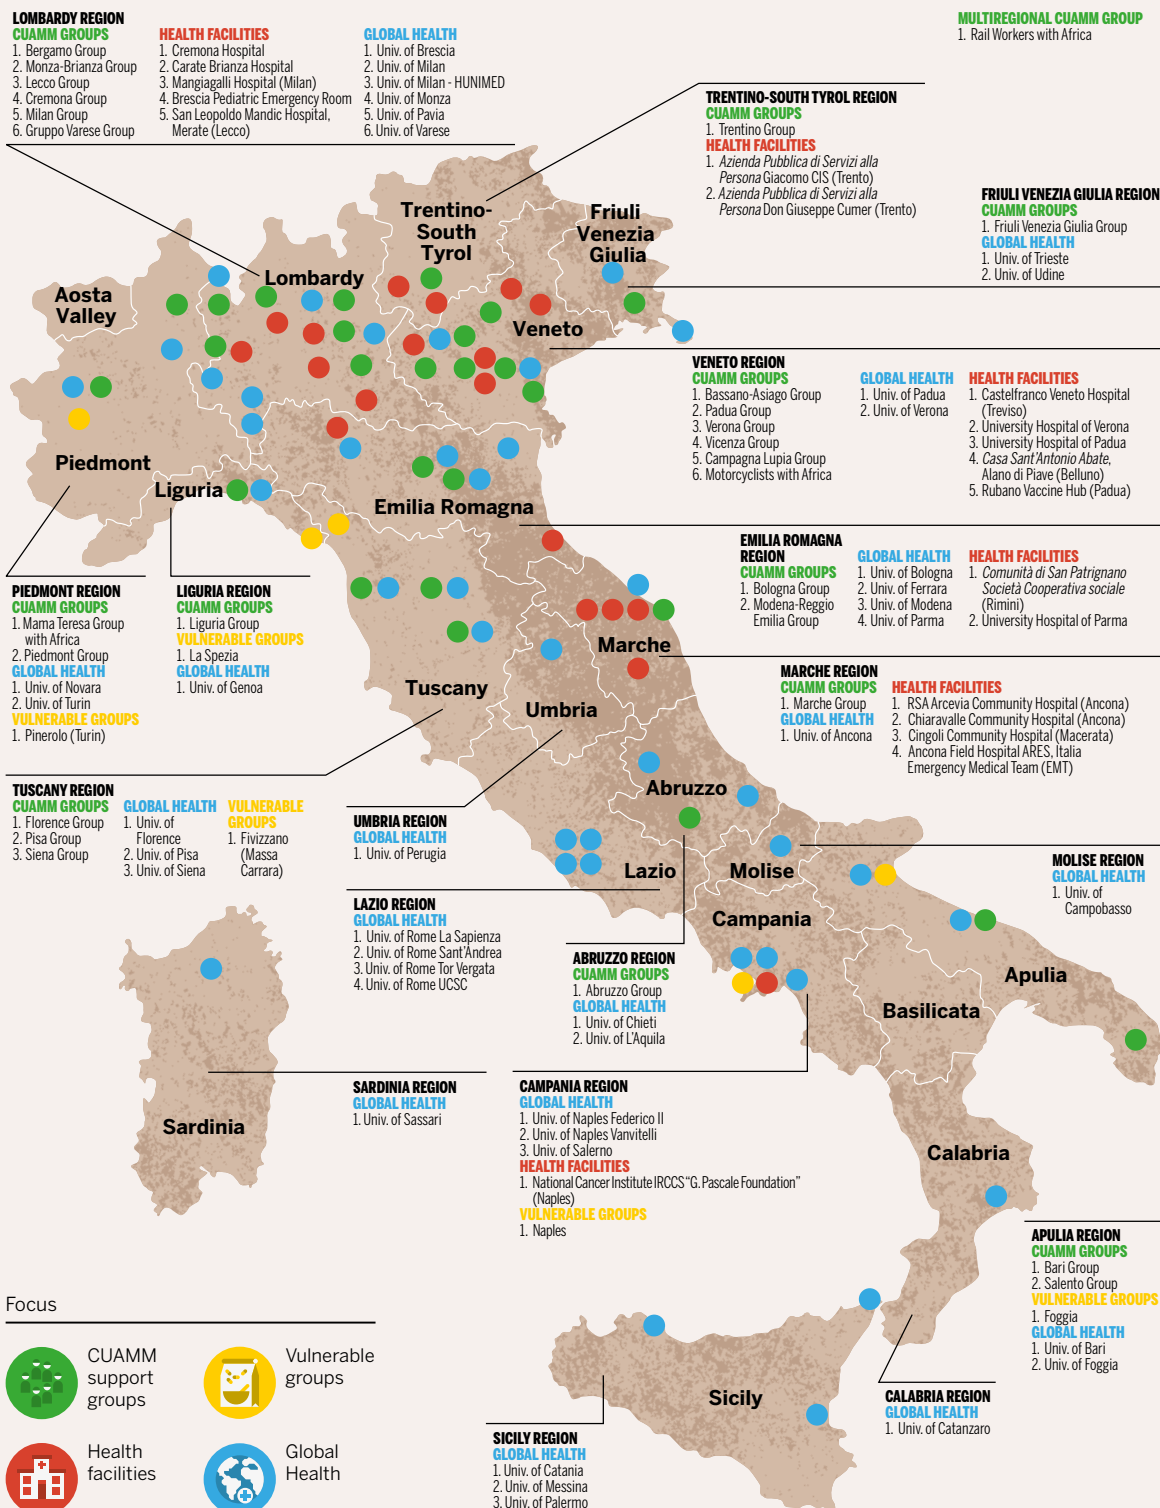 LOMBARDY REGION
CUAMM GROUPS
1. Bergamo Group
2. Monza-Brianza Group
3. Lecco Group
4. Cremona Group
5. Milan Group
6. Gruppo Varese Group
HEALTH FACILITIES
1. Cremona Hospital
2. Carate Brianza Hospital
3. Mangiagalli Hospital (Milan)
4. Brescia Pediatric Emergency Room
5. San Leopoldo Mandic Hospital,
Merate (Lecco)
GLOBAL HEALTH
1. Univ. of Brescia
2. Univ. of Milan
3. Univ. of Milan - HUNIMED
4. Univ. of Monza
5. Univ. of Pavia
6. Univ. of Varese
MULTIREGIONAL CUAMM GROUP
1. Rail Workers with Africa
TRENTINO-SOUTH TYROL REGION
CUAMM GROUPS
1. Trentino Group
HEALTH FACILITIES
1. Azienda Pubblica di Servizi alla
Persona Giacomo CIS (Trento)
2. Azienda Pubblica di Servizi alla
Persona Don Giuseppe Cumer (Trento)
FRIULI VENEZIA GIULIA REGION
CUAMM GROUPS
1. Friuli Venezia Giulia Group
GLOBAL HEALTH
1. Univ. of Trieste
2. Univ. of Udine
Trentino-
South
Tyrol
Friuli
Venezia
Giulia
Lombardy
Aosta
Valley
Veneto
Piedmont
Liguria
Emilia Romagna
VENETO REGION
CUAMM GROUPS
1. Bassano-Asiago Group
2. Padua Group
3. Verona Group
4. Vicenza Group
5. Campagna Lupia Group
6. Motorcyclists with Africa
GLOBAL HEALTH
1. Univ. of Padua
2. Univ. of Verona
HEALTH FACILITIES
1. Castelfranco Veneto Hospital
(Treviso)
2. University Hospital of Verona
3. University Hospital of Padua
4. Casa Sant'Antonio Abate,
Alano di Piave (Belluno)
5. Rubano Vaccine Hub (Padua)
EMILIA ROMAGNA
REGION
CUAMM GROUPS
1. Bologna Group
2. Modena-Reggio
Emilia Group
GLOBAL HEALTH
1. Univ. of Bologna
2. Univ. of Ferrara
3. Univ. of Modena
4. Univ. of Parma
HEALTH FACILITIES
1. Comunità di San Patrignano
Società Cooperativa sociale
(Rimini)
2. University Hospital of Parma
PIEDMONT REGION
CUAMM GROUPS
1. Mama Teresa Group
with Africa
2. Piedmont Group
GLOBAL HEALTH
1. Univ. of Novara
2. Univ. of Turin
VULNERABLE GROUPS
1. Pinerolo (Turin)
LIGURIA REGION
CUAMM GROUPS
1. Liguria Group
VULNERABLE GROUPS
1. La Spezia
GLOBAL HEALTH
1. Univ. of Genoa
Marche
Tuscany
Umbria
MARCHE REGION
CUAMM GROUPS
1. Marche Group
GLOBAL HEALTH
1. Univ. of Ancona
HEALTH FACILITIES
1. RSA Arcevia Community Hospital (Ancona)
2. Chiaravalle Community Hospital (Ancona)
3. Cingoli Community Hospital (Macerata)
4. Ancona Field Hospital ARES, Italia
Emergency Medical Team (EMT)
TUSCANY REGION
CUAMM GROUPS
1. Florence Group
2. Pisa Group
3. Siena Group
GLOBAL HEALTH
1. Univ. of
Florence
2. Univ. of Pisa
3. Univ. of Siena
VULNERABLE
GROUPS
1. Fivizzano
(Massa
Carrara)
UMBRIA REGION
GLOBAL HEALTH
1. Univ. of Perugia
Abruzzo
Lazio
Molise
Campania
Apulia
Basilicata
MOLISE REGION
GLOBAL HEALTH
1. Univ. of
Campobasso
LAZIO REGION
GLOBAL HEALTH
1. Univ. of Rome La Sapienza
2. Univ. of Rome Sant'Andrea
3. Univ. of Rome Tor Vergata
4. Univ. of Rome UCSC
ABRUZZO REGION
CUAMM GROUPS
1. Abruzzo Group
GLOBAL HEALTH
1. Univ. of Chieti
2. Univ. of L'Aquila
Sardinia
SARDINIA REGION
GLOBAL HEALTH
1. Univ. of Sassari
CAMPANIA REGION
GLOBAL HEALTH
1. Univ. of Naples Federico II
2. Univ. of Naples Vanvitelli
3. Univ. of Salerno
HEALTH FACILITIES
1. National Cancer Institute IRCCS "G. Pascale Foundation"
(Naples)
VULNERABLE GROUPS
1. Naples
Calabria
APULIA REGION
CUAMM GROUPS
1. Bari Group
2. Salento Group
VULNERABLE GROUPS
1. Foggia
GLOBAL HEALTH
1. Univ. of Bari
2. Univ. of Foggia
Sicily
CALABRIA REGION
GLOBAL HEALTH
1. Univ. of Catanzaro
SICILY REGION
GLOBAL HEALTH
1. Univ. of Catania
2. Univ. of Messina
3. Univ. of Palermo
Focus
CUAMM
support
groups
Vulnerable
groups
Health
facilities
Global
Health